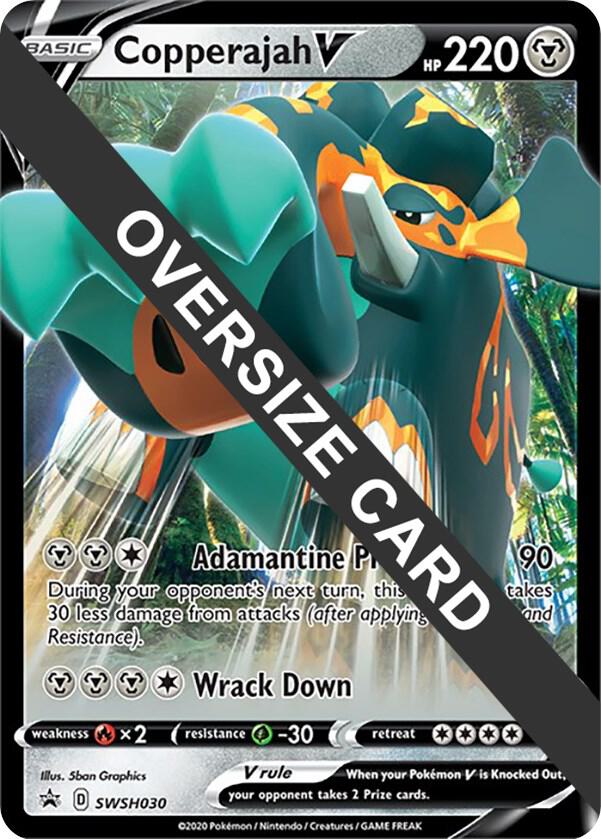 BASIC Copperajah V HP 220
OVERSIZE CARD
Adamantine 90
During your opponent's next turn, this takes
30 less damage from attacks (after applying and
Resistance).
Wrack Down
weakness ×2 resistance -30 retreat
Illus. 5ban Graphics
V rule When your Pokémon V is Knocked Out,
your opponent takes 2 Prize cards.
D SWSH030
©2020 Pokémon / Nintendo / Creatures / GAME FREAK